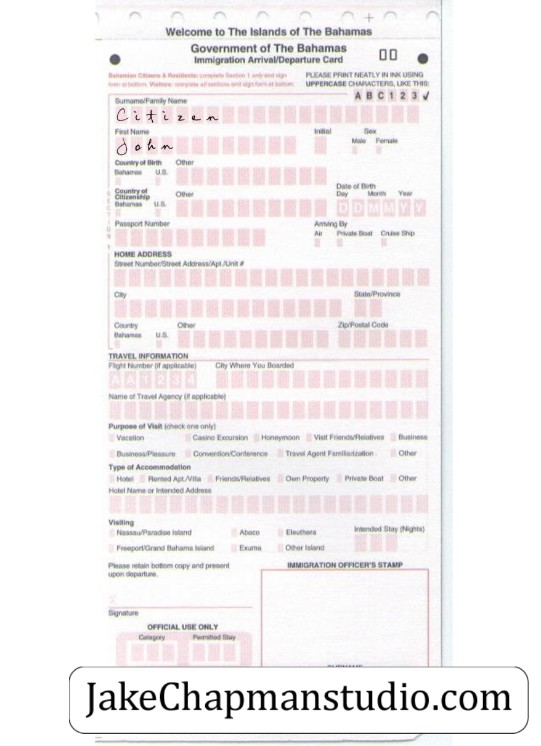 Welcome to The Islands of The Bahamas
Government of The Bahamas
Immigration Arrival/Departure Card
00
Bahamian Citizens & Residents: complete Section 1 only and sign
form at bottom. Visitors: complete all sections and sign form at bottom.
PLEASE PRINT NEATLY IN INK USING
UPPERCASE CHARACTERS, LIKE THIS:
A B C 1 2 3 ✓
Surname/Family Name
Citizen
First Name Initial Sex
Male Female
John
Country of Birth Other
Bahamas U.S.
Country of Citizenship Other
Bahamas U.S.
Date of Birth
Day Month Year
D D M M Y Y
Passport Number Arriving By
Air Private Boat Cruise Ship
HOME ADDRESS
Street Number/Street Address/Apt./Unit #
City State/Province
Country Other Zip/Postal Code
Bahamas U.S.
TRAVEL INFORMATION
Flight Number (if applicable) City Where You Boarded
A A 1 2 3 4
Name of Travel Agency (if applicable)
Purpose of Visit (check one only)
Vacation Casino Excursion Honeymoon Visit Friends/Relatives Business
Business/Pleasure Convention/Conference Travel Agent Familiarization Other
Type of Accommodation
Hotel Rented Apt./Villa Friends/Relatives Own Property Private Boat Other
Hotel Name or Intended Address
Visiting Intended Stay (Nights)
Nassau/Paradise Island Abaco Eleuthera
Freeport/Grand Bahama Island Exuma Other Island
Please retain bottom copy and present
upon departure.
IMMIGRATION OFFICER'S STAMP
X
Signature
OFFICIAL USE ONLY
Category Permitted Stay
JakeChapmanstudio.com